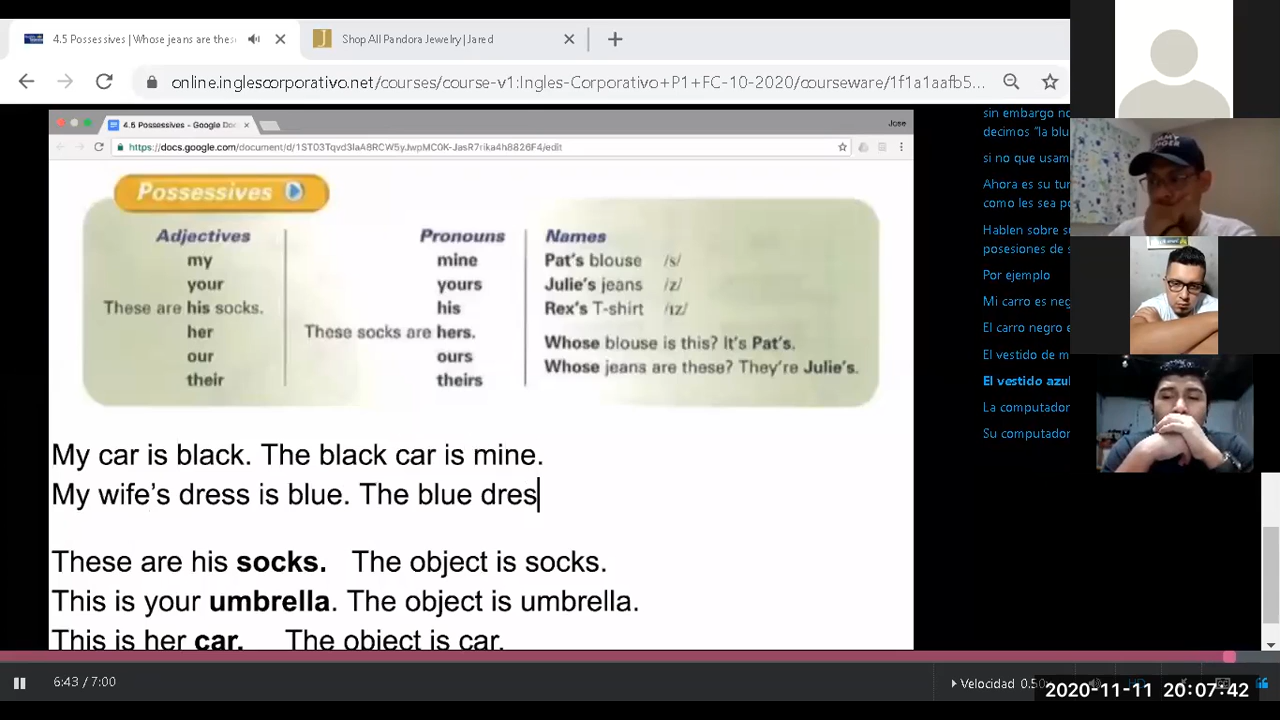 4.5 Possessives | Whose jeans are thes
Shop All Pandora Jewelry | Jared
online.inglescorporativo.net/courses/course-v1:Ingles-Corporativo+P1+FC-10-2020/courseware/1f1a1aafb5...
4.5 Possessives - Google Doc
Jose
https://docs.google.com/document/d/1ST03Tqvd3IaA8RCW5yJwpMC0K-JasR7rika4h8826F4/edit
Possessives
Adjectives
my
your
These are his socks.
her
our
their
Pronouns
mine
yours
his
These socks are hers.
ours
theirs
Names
Pat's blouse /s/
Julie's jeans /z/
Rex's T-shirt /ız/
Whose blouse is this? It's Pat's.
Whose jeans are these? They're Julie's.
My car is black. The black car is mine.
My wife's dress is blue. The blue dres
These are his socks. The object is socks.
This is your umbrella. The object is umbrella.
This is her car. The object is car.
sin embargo no
decimos "la blu
si no que usam
Ahora es su tur
como les sea po
Hablen sobre su
posesiones de s
Por ejemplo
Mi carro es neg
El carro negro e
El vestido de m
El vestido azul
La computador
Su computador
6:43 / 7:00
Velocidad 0.50x
HD
2020-11-11 20:07:42